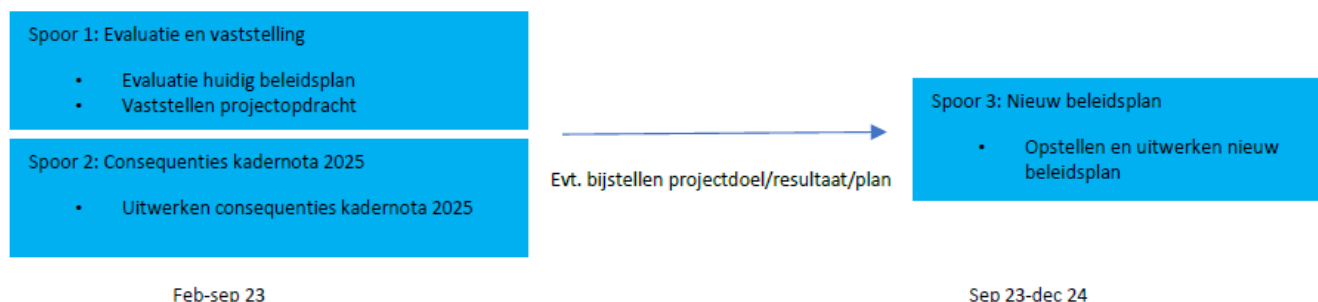 Spoor 1: Evaluatie en vaststelling
• Evaluatie huidig beleidsplan
• Vaststellen projectopdracht
Spoor 2: Consequenties kadernota 2025
• Uitwerken consequenties kadernota 2025
Evt. bijstellen projectdoel/resultaat/plan
Spoor 3: Nieuw beleidsplan
• Opstellen en uitwerken nieuw
beleidsplan
Feb-sep 23
Sep 23-dec 24